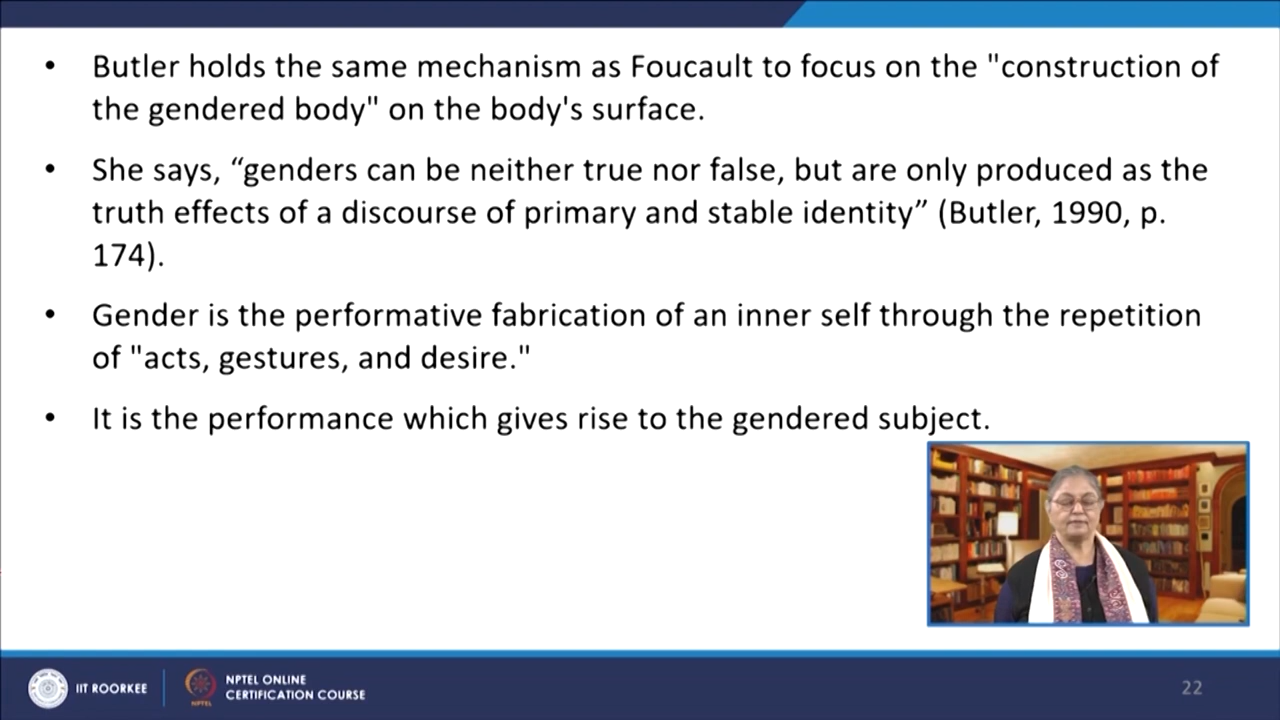 • Butler holds the same mechanism as Foucault to focus on the "construction of
the gendered body" on the body's surface.
• She says, “genders can be neither true nor false, but are only produced as the
truth effects of a discourse of primary and stable identity” (Butler, 1990, p.
174).
• Gender is the performative fabrication of an inner self through the repetition
of "acts, gestures, and desire."
• It is the performance which gives rise to the gendered subject.
IIT ROORKEE
NPTEL
NPTEL ONLINE
CERTIFICATION COURSE
22